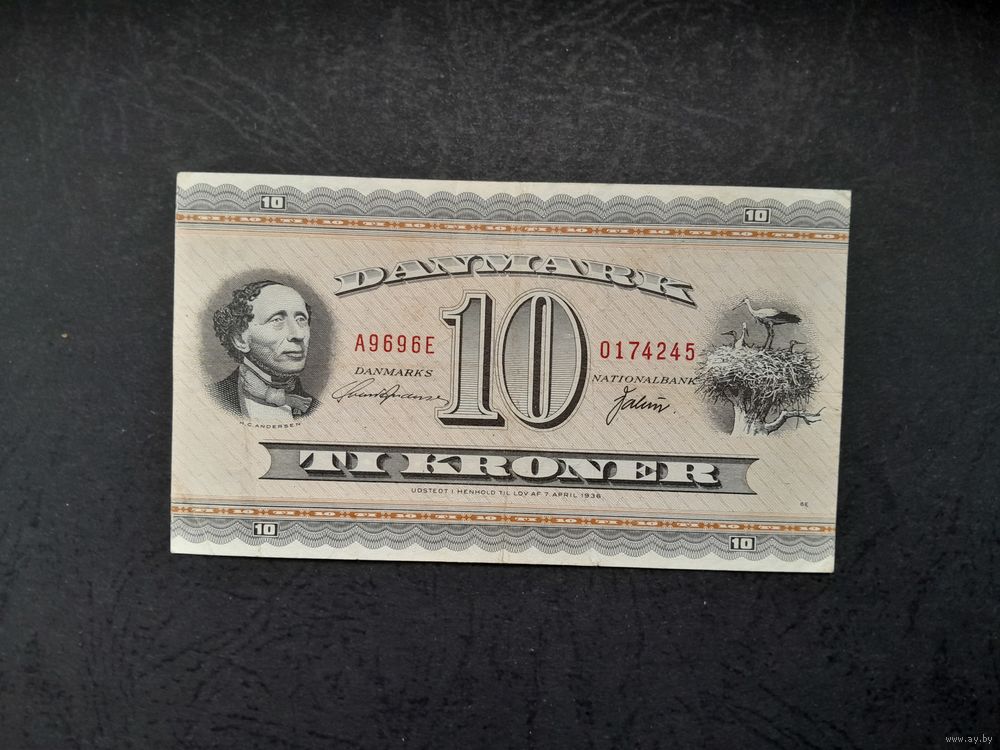 10 10
DANMARK
10
A9696E 0174245
DANMARKS NATIONALBANK
H.C. ANDERSEN
TI KRONER
UDSTEDT I HENHOLD TIL LOV AF 7. APRIL 1936
6E
10 10
www.ay.by